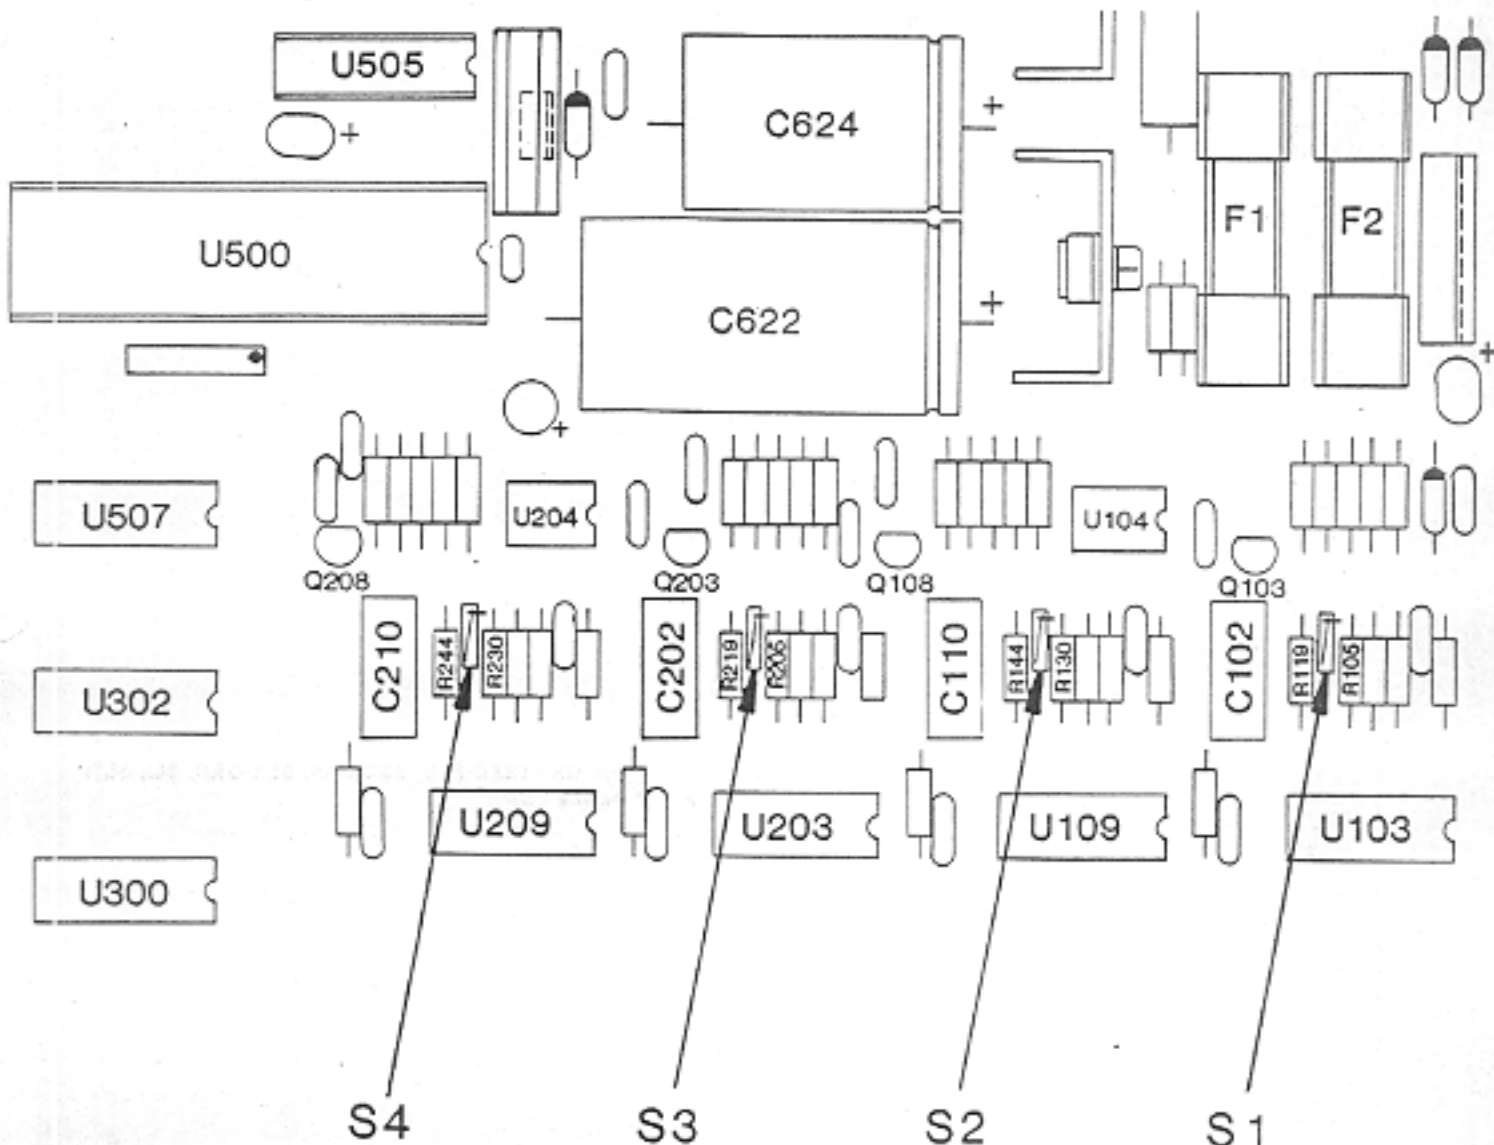 U505
+
C624
+
F1
F2
U500
C622
+
+
+
U507
U204
U104
Q208
Q203
Q108
Q103
C210
R244
R230
C202
R219
C110
R144
R130
C102
R119
R105
U302
U209
U203
U109
U103
U300
S4
S3
S2
S1